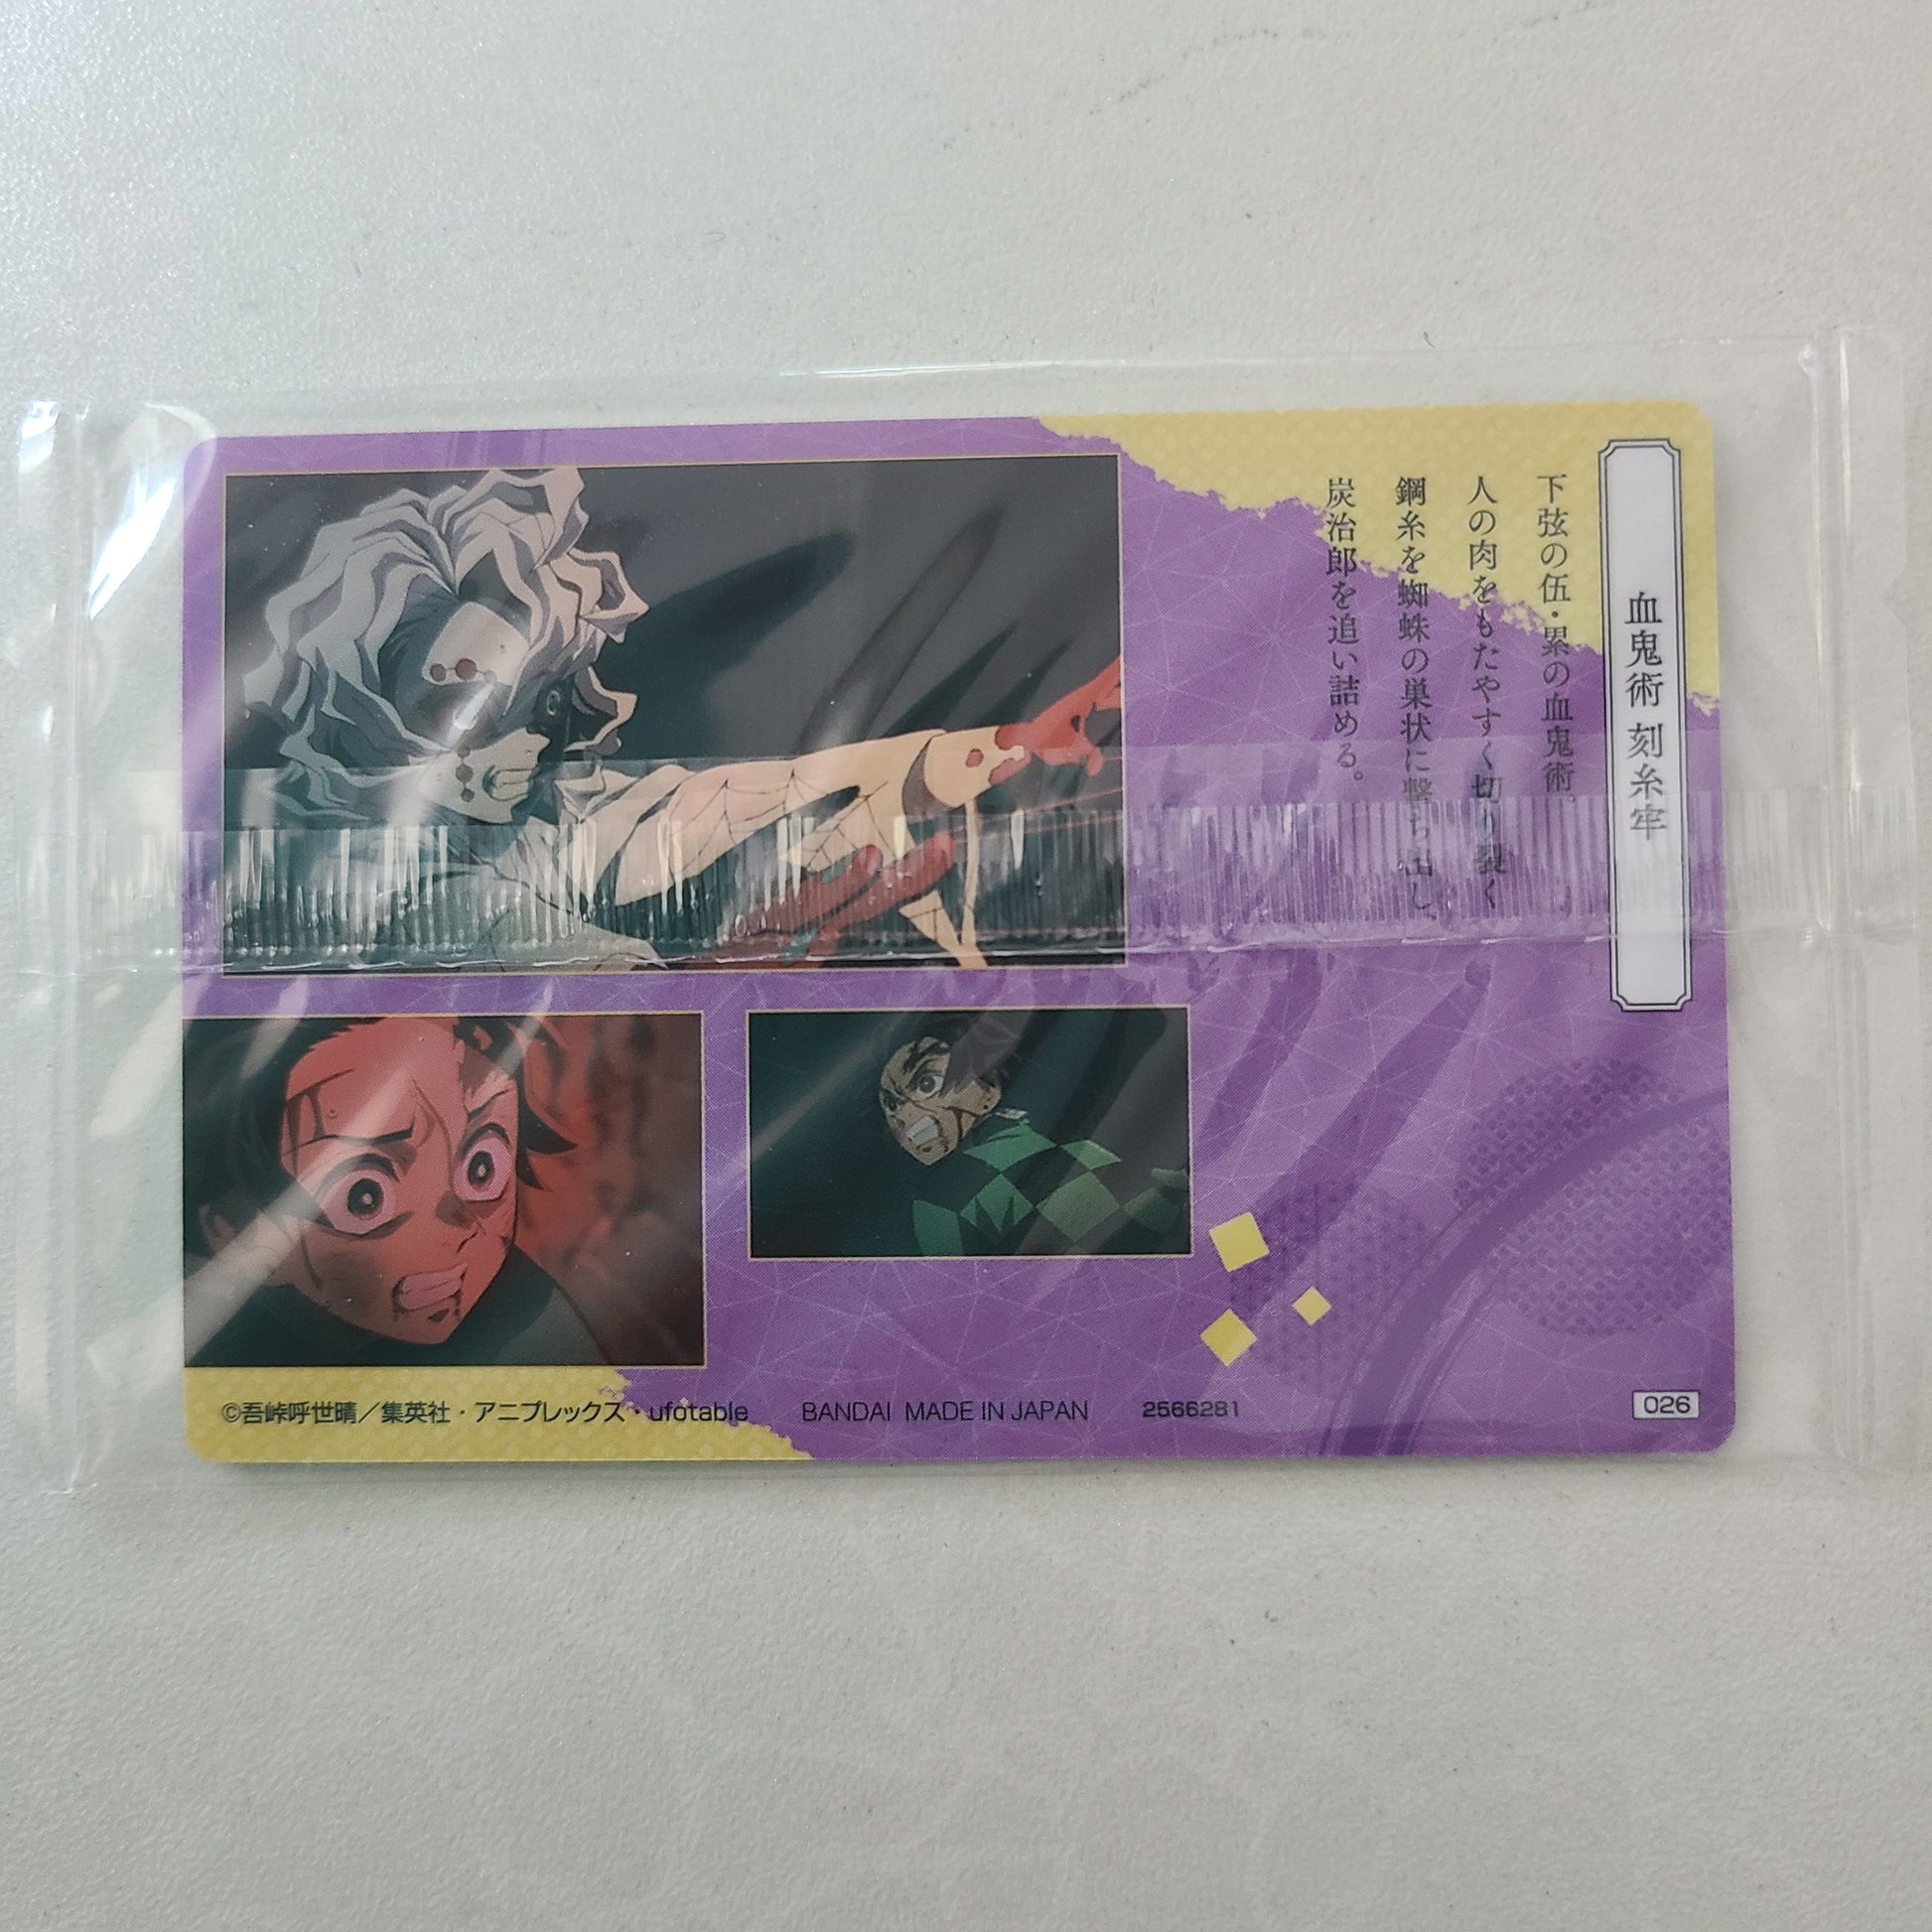 血鬼術 刻糸牢
下弦の伍・累の血鬼術。
人の肉をもたやすく切り裂く
鋼糸を蜘蛛の巣状に撃ち出し、
炭治郎を追い詰める。
©吾峠呼世晴／集英社・アニプレックス・ufotable BANDAI MADE IN JAPAN 2566281
026